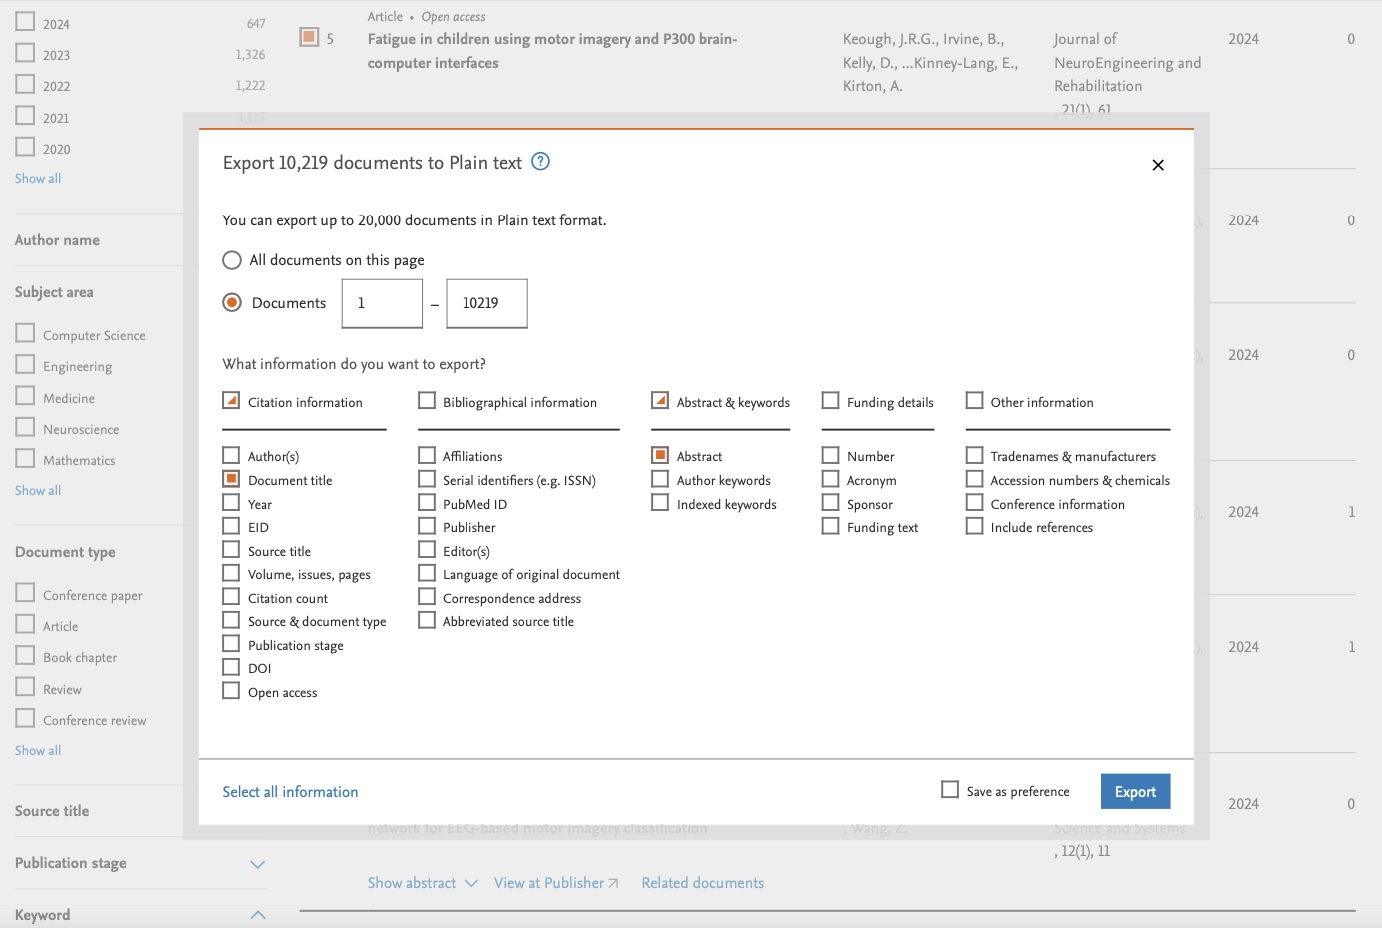 2024 647
2023 1,326
2022 1,222
2021 1,115
2020
Show all
Author name
Subject area
Computer Science
Engineering
Medicine
Neuroscience
Mathematics
Show all
Document type
Conference paper
Article
Book chapter
Review
Conference review
Show all
Source title
Publication stage
Keyword
Article • Open access
5 Fatigue in children using motor imagery and P300 brain-
computer interfaces
Keough, J.R.G., Irvine, B.,
Kelly, D., ...Kinney-Lang, E.,
Kirton, A.
Journal of
NeuroEngineering and
Rehabilitation
, 21(1), 61
2024 0
2024 0
2024 0
2024 1
2024 1
2024 0
Export 10,219 documents to Plain text ?
You can export up to 20,000 documents in Plain text format.
All documents on this page
Documents 1 – 10219
What information do you want to export?
Citation information
Author(s)
Document title
Year
EID
Source title
Volume, issues, pages
Citation count
Source & document type
Publication stage
DOI
Open access
Bibliographical information
Affiliations
Serial identifiers (e.g. ISSN)
PubMed ID
Publisher
Editor(s)
Language of original document
Correspondence address
Abbreviated source title
Abstract & keywords
Abstract
Author keywords
Indexed keywords
Funding details
Number
Acronym
Sponsor
Funding text
Other information
Tradenames & manufacturers
Accession numbers & chemicals
Conference information
Include references
Select all information
Save as preference
Export
network for EEG-based motor imagery classification
, Wang, Z.
Science and Systems
, 12(1), 11
Show abstract View at Publisher Related documents